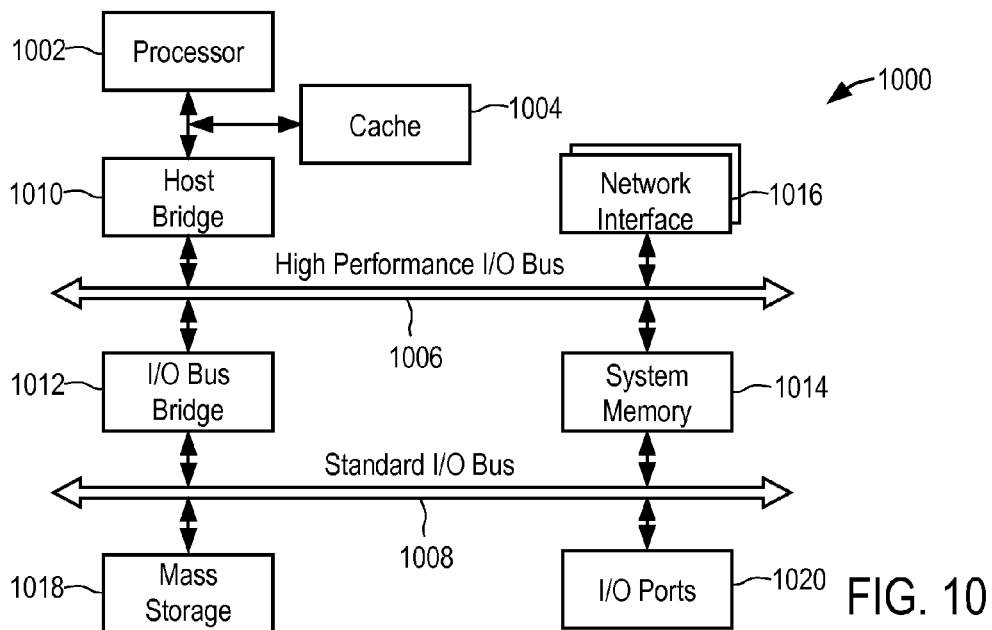 1002
Processor
1000
Cache
1004
1010
Host
Bridge
Network
Interface
1016
High Performance I/O Bus
1006
1012
I/O Bus
Bridge
System
Memory
1014
Standard I/O Bus
1008
1018
Mass
Storage
I/O Ports
1020
FIG. 10